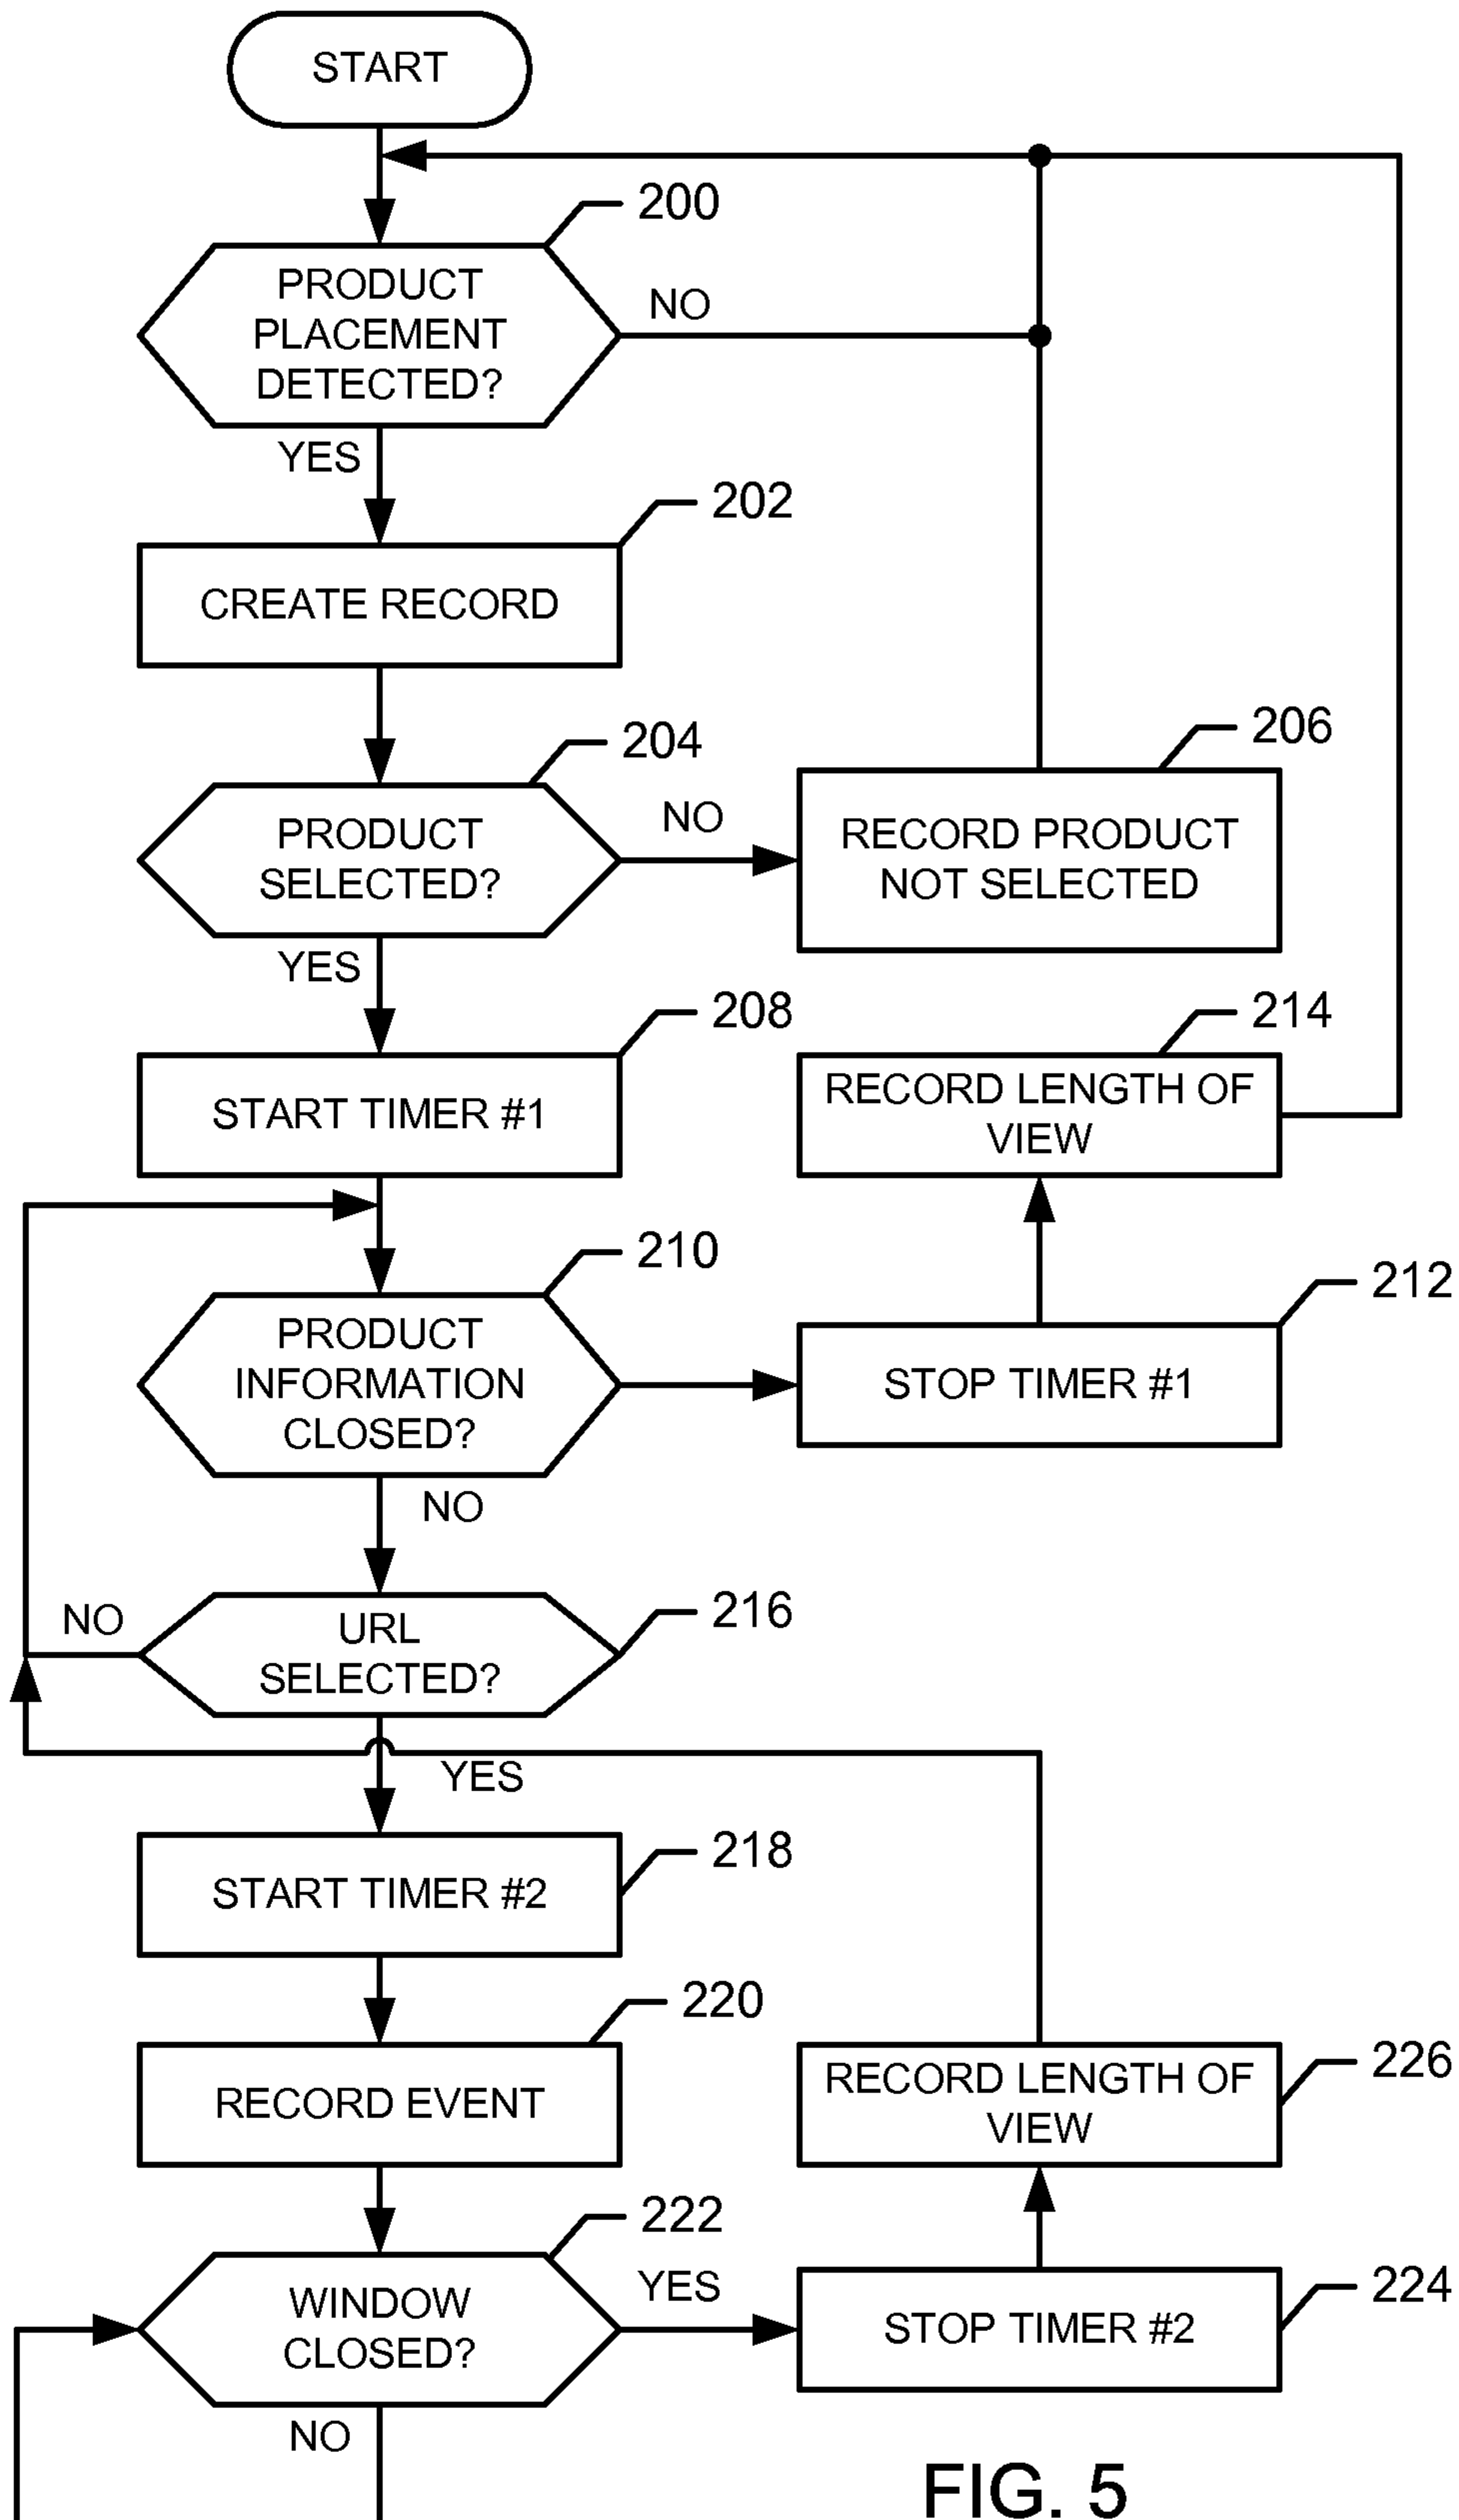 START
200
PRODUCT
PLACEMENT
DETECTED?
NO
YES
202
CREATE RECORD
204
PRODUCT
SELECTED?
NO
206
RECORD PRODUCT
NOT SELECTED
YES
208
START TIMER #1
214
RECORD LENGTH OF
VIEW
210
PRODUCT
INFORMATION
CLOSED?
212
STOP TIMER #1
NO
216
URL
SELECTED?
NO
YES
218
START TIMER #2
220
RECORD EVENT
226
RECORD LENGTH OF
VIEW
222
WINDOW
CLOSED?
YES
224
STOP TIMER #2
NO
FIG. 5